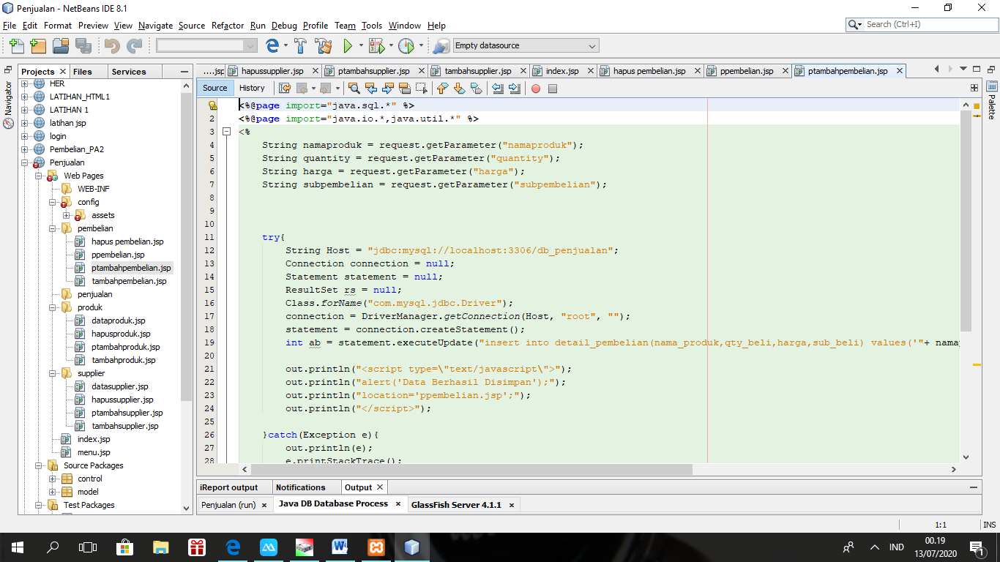 Penjualan - NetBeans IDE 8.1
File Edit Format Preview View Navigate Source Refactor Run Debug Profile Team Tools Window Help
Search (Ctrl+I)
Empty datasource
Projects Files Services
....jsp hapussupplier.jsp ptambahsupplier.jsp tambahsupplier.jsp index.jsp hapus pembelian.jsp ppembelian.jsp ptambahpembelian.jsp
Navigator
Palette
Source History
HER
LATIHAN_HTML1
LATIHAN 1
latihan jsp
login
Pembelian_PA2
Penjualan
Web Pages
WEB-INF
config
assets
pembelian
hapus pembelian.jsp
ppembelian.jsp
ptambahpembelian.jsp
tambahpembelian.jsp
penjualan
produk
dataproduk.jsp
hapusproduk.jsp
ptambahproduk.jsp
tambahproduk.jsp
supplier
datasupplier.jsp
hapussupplier.jsp
ptambahsupplier.jsp
tambahsupplier.jsp
index.jsp
menu.jsp
Source Packages
control
model
Test Packages
<%@page import="java.sql.*" %>
2 <%@page import="java.io.*,java.util.*" %>
3 <%
4 String namaproduk = request.getParameter("namaproduk");
5 String quantity = request.getParameter("quantity");
6 String harga = request.getParameter("harga");
7 String subpembelian = request.getParameter("subpembelian");
8
9
10
11 try{
12 String Host = "jdbc:mysql://localhost:3306/db_penjualan";
13 Connection connection = null;
14 Statement statement = null;
15 ResultSet rs = null;
16 Class.forName("com.mysql.jdbc.Driver");
17 connection = DriverManager.getConnection(Host, "root", "");
18 statement = connection.createStatement();
19 int ab = statement.executeUpdate("insert into detail_pembelian(nama_produk,qty_beli,harga,sub_beli) values('"+ nama
20
21 out.println("<script type=\"text/javascript\">");
22 out.println("alert('Data Berhasil Disimpan');");
23 out.println("location='ppembelian.jsp';");
24 out.println("</script>");
25
26 }catch(Exception e){
27 out.println(e);
28 e.printStackTrace();
iReport output Notifications Output
Penjualan (run) Java DB Database Process GlassFish Server 4.1.1
1:1 INS
IND
00.19
13/07/2020
1